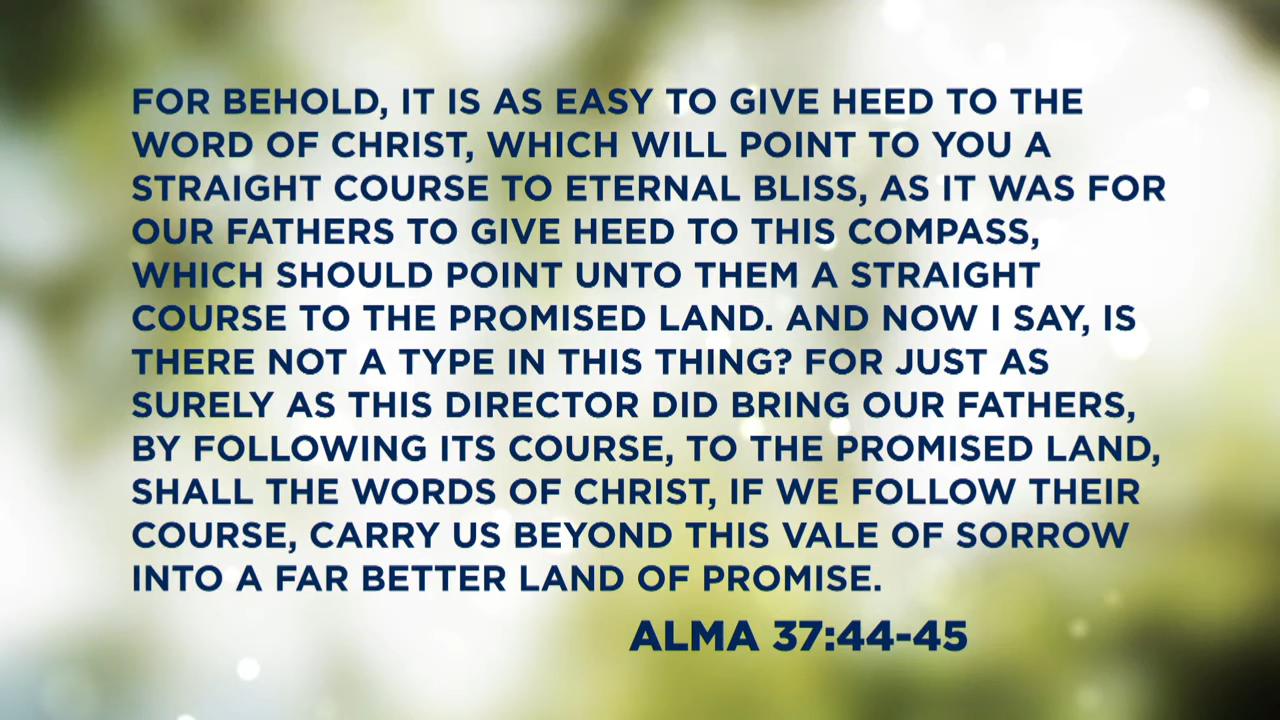 FOR BEHOLD, IT IS AS EASY TO GIVE HEED TO THE
WORD OF CHRIST, WHICH WILL POINT TO YOU A
STRAIGHT COURSE TO ETERNAL BLISS, AS IT WAS FOR
OUR FATHERS TO GIVE HEED TO THIS COMPASS,
WHICH SHOULD POINT UNTO THEM A STRAIGHT
COURSE TO THE PROMISED LAND. AND NOW I SAY, IS
THERE NOT A TYPE IN THIS THING? FOR JUST AS
SURELY AS THIS DIRECTOR DID BRING OUR FATHERS,
BY FOLLOWING ITS COURSE, TO THE PROMISED LAND,
SHALL THE WORDS OF CHRIST, IF WE FOLLOW THEIR
COURSE, CARRY US BEYOND THIS VALE OF SORROW
INTO A FAR BETTER LAND OF PROMISE.
ALMA 37:44-45